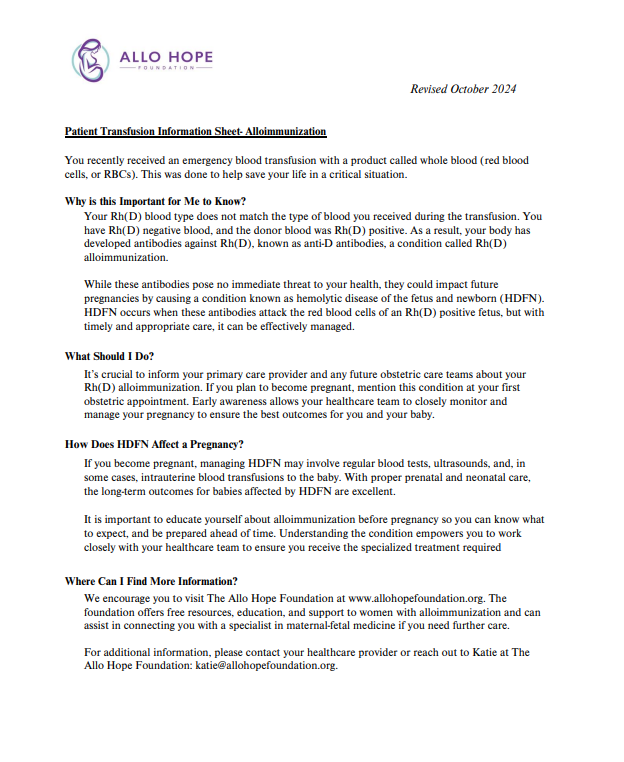 ALLO HOPE
FOUNDATION
Revised October 2024
Patient Transfusion Information Sheet- Alloimmunization
You recently received an emergency blood transfusion with a product called whole blood (red blood
cells, or RBCs). This was done to help save your life in a critical situation.
Why is this Important for Me to Know?
Your Rh(D) blood type does not match the type of blood you received during the transfusion. You
have Rh(D) negative blood, and the donor blood was Rh(D) positive. As a result, your body has
developed antibodies against Rh(D), known as anti-D antibodies, a condition called Rh(D)
alloimmunization.
While these antibodies pose no immediate threat to your health, they could impact future
pregnancies by causing a condition known as hemolytic disease of the fetus and newborn (HDFN).
HDFN occurs when these antibodies attack the red blood cells of an Rh(D) positive fetus, but with
timely and appropriate care, it can be effectively managed.
What Should I Do?
It's crucial to inform your primary care provider and any future obstetric care teams about your
Rh(D) alloimmunization. If you plan to become pregnant, mention this condition at your first
obstetric appointment. Early awareness allows your healthcare team to closely monitor and
manage your pregnancy to ensure the best outcomes for you and your baby.
How Does HDFN Affect a Pregnancy?
If you become pregnant, managing HDFN may involve regular blood tests, ultrasounds, and, in
some cases, intrauterine blood transfusions to the baby. With proper prenatal and neonatal care,
the long-term outcomes for babies affected by HDFN are excellent.
It is important to educate yourself about alloimmunization before pregnancy so you can know what
to expect, and be prepared ahead of time. Understanding the condition empowers you to work
closely with your healthcare team to ensure you receive the specialized treatment required
Where Can I Find More Information?
We encourage you to visit The Allo Hope Foundation at www.allohopefoundation.org. The
foundation offers free resources, education, and support to women with alloimmunization and can
assist in connecting you with a specialist in maternal-fetal medicine if you need further care.
For additional information, please contact your healthcare provider or reach out to Katie at The
Allo Hope Foundation: katie@allohopefoundation.org.